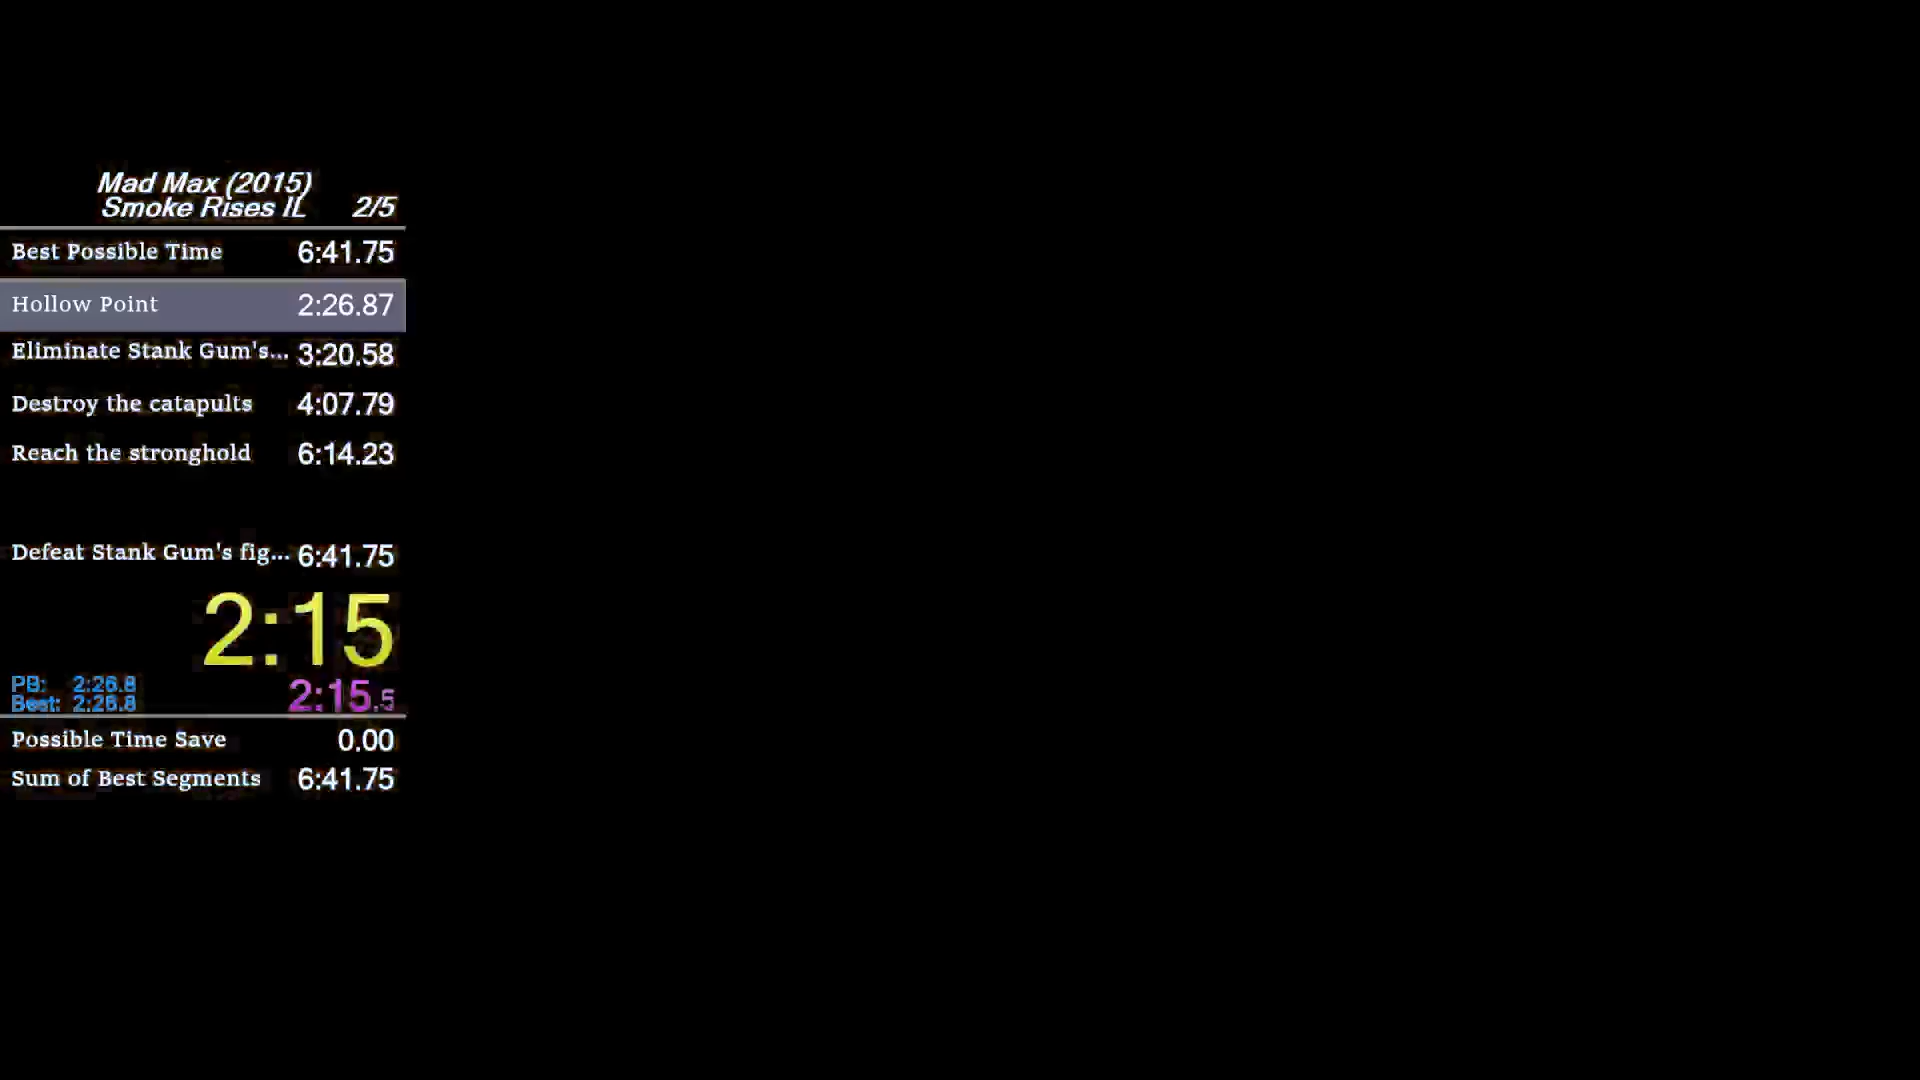 Mad Max (2015)
Smoke Rises IL 2/5
Best Possible Time 6:41.75
Hollow Point 2:26.87
Eliminate Stank Gum's... 3:20.58
Destroy the catapults 4:07.79
Reach the stronghold 6:14.23
Defeat Stank Gum's fig... 6:41.75
2:15
PB: 2:26.8
Best: 2:26.8
2:15.5
Possible Time Save 0.00
Sum of Best Segments 6:41.75